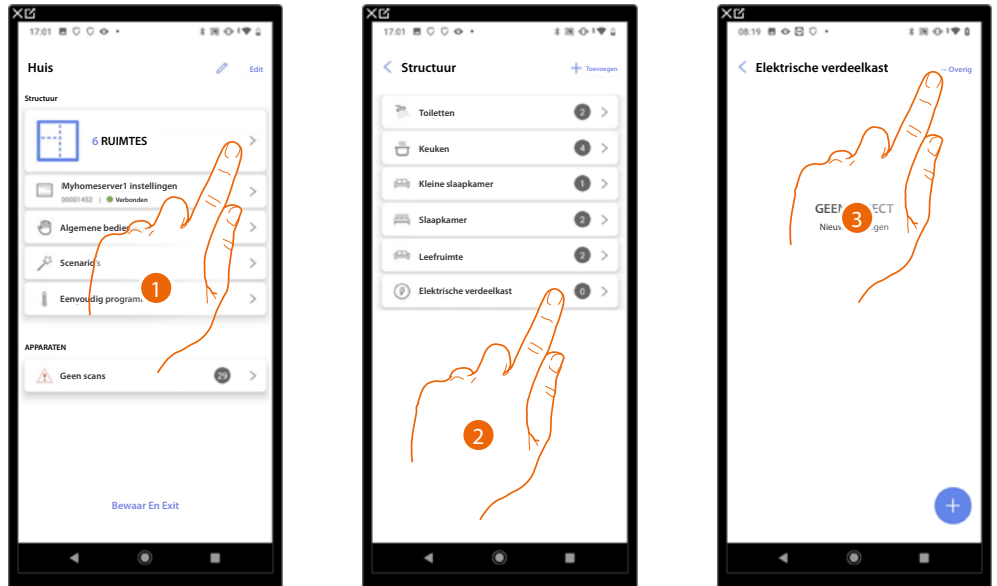 17:01
Huis
Edit
Structuur
6 RUIMTES
Myhomeserver1 instellingen
00001452 | Verbonden
Algemene bedien
Scenario's
Eenvoudig program
1
APPARATEN
Geen scans
29
Bewaar En Exit
17:01
Structuur
Toevoegen
Toiletten
2
Keuken
4
Kleine slaapkamer
1
Slaapkamer
2
Leefruimte
2
Elektrische verdeelkast
0
2
08:19
Elektrische verdeelkast
... Overig
GEEN ECT
Nieuw gen
3